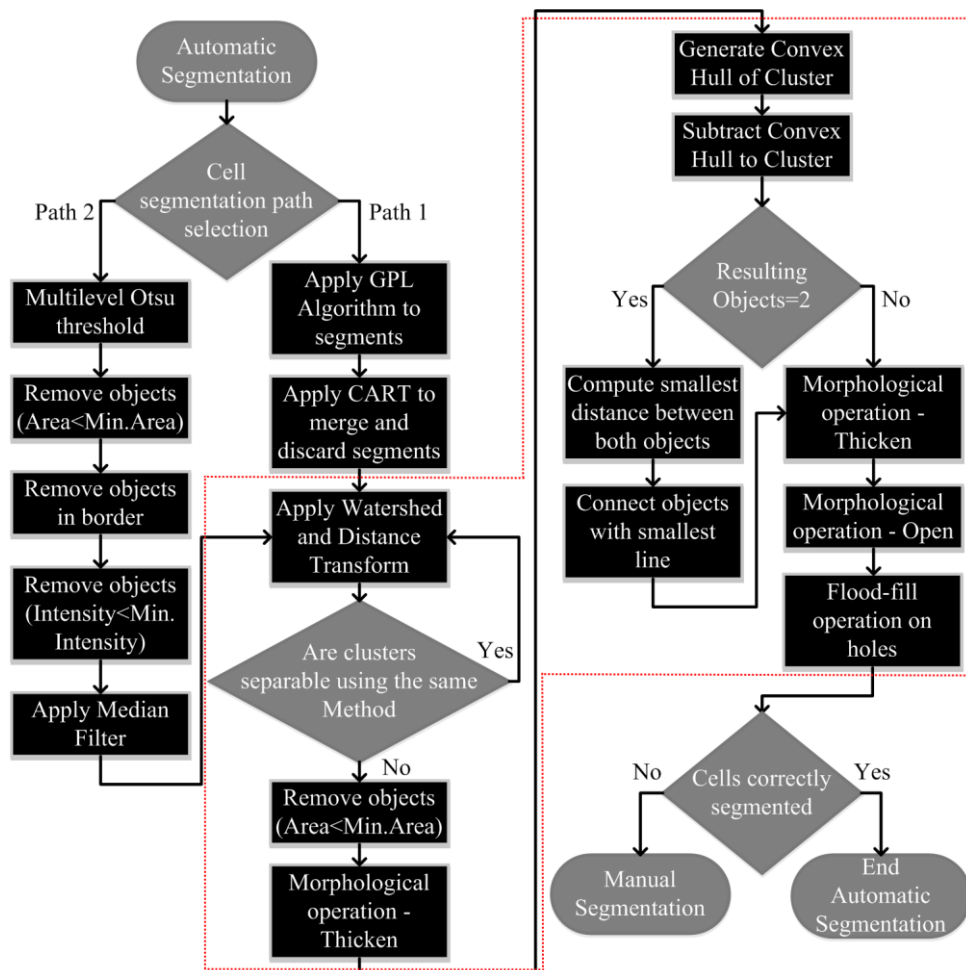 Automatic
Segmentation
Cell
segmentation path
selection
Path 2
Path 1
Multilevel Otsu
threshold
Remove objects
(Area<Min.Area)
Remove objects
in border
Remove objects
(Intensity<Min.
Intensity)
Apply Median
Filter
Apply GPL
Algorithm to
segments
Apply CART to
merge and
discard segments
Apply Watershed
and Distance
Transform
Are clusters
separable using the same
Method
Yes
No
Remove objects
(Area<Min.Area)
Morphological
operation -
Thicken
Generate Convex
Hull of Cluster
Subtract Convex
Hull to Cluster
Resulting
Objects=2
Yes
No
Compute smallest
distance between
both objects
Connect objects
with smallest
line
Morphological
operation -
Thicken
Morphological
operation - Open
Flood-fill
operation on
holes
Cells correctly
segmented
No
Yes
Manual
Segmentation
End
Automatic
Segmentation